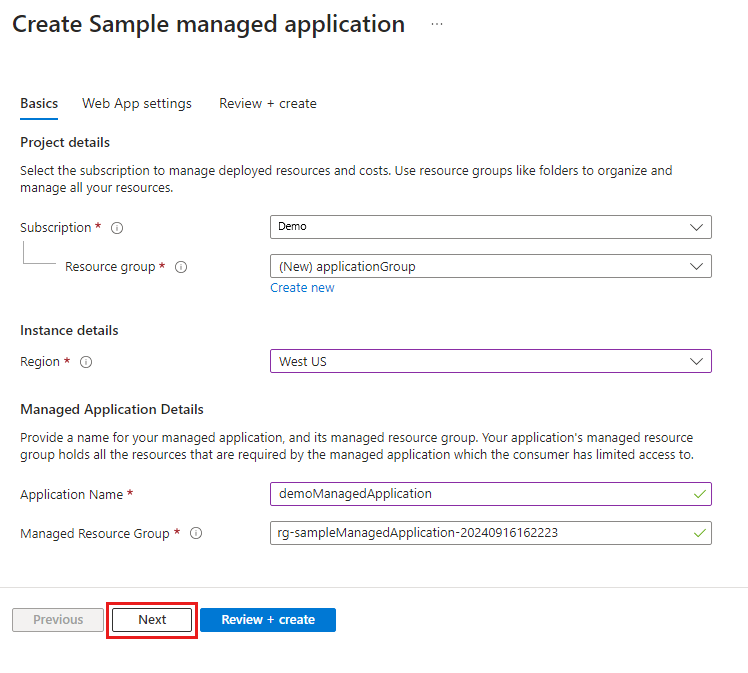 Create Sample managed application ...
Basics Web App settings Review + create
Project details
Select the subscription to manage deployed resources and costs. Use resource groups like folders to organize and
manage all your resources.
Subscription * Demo
Resource group * (New) applicationGroup
Create new
Instance details
Region * West US
Managed Application Details
Provide a name for your managed application, and its managed resource group. Your application's managed resource
group holds all the resources that are required by the managed application which the consumer has limited access to.
Application Name * demoManagedApplication
Managed Resource Group * rg-sampleManagedApplication-20240916162223
Previous Next Review + create